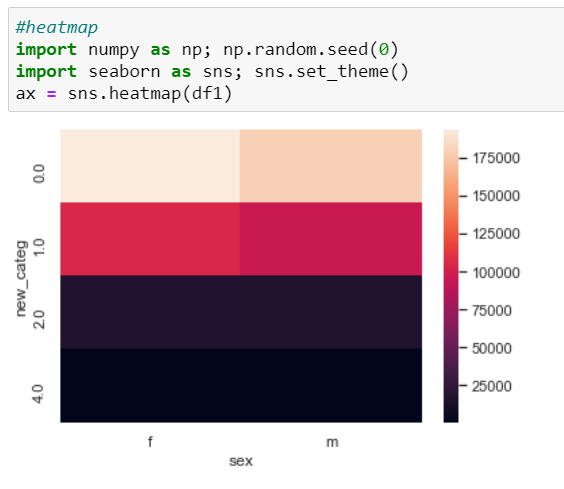 #heatmap
import numpy as np; np.random.seed(0)
import seaborn as sns; sns.set_theme()
ax = sns.heatmap(df1)
new_categ
0.0
1.0
2.0
4.0
f m
sex
175000
150000
125000
100000
75000
50000
25000